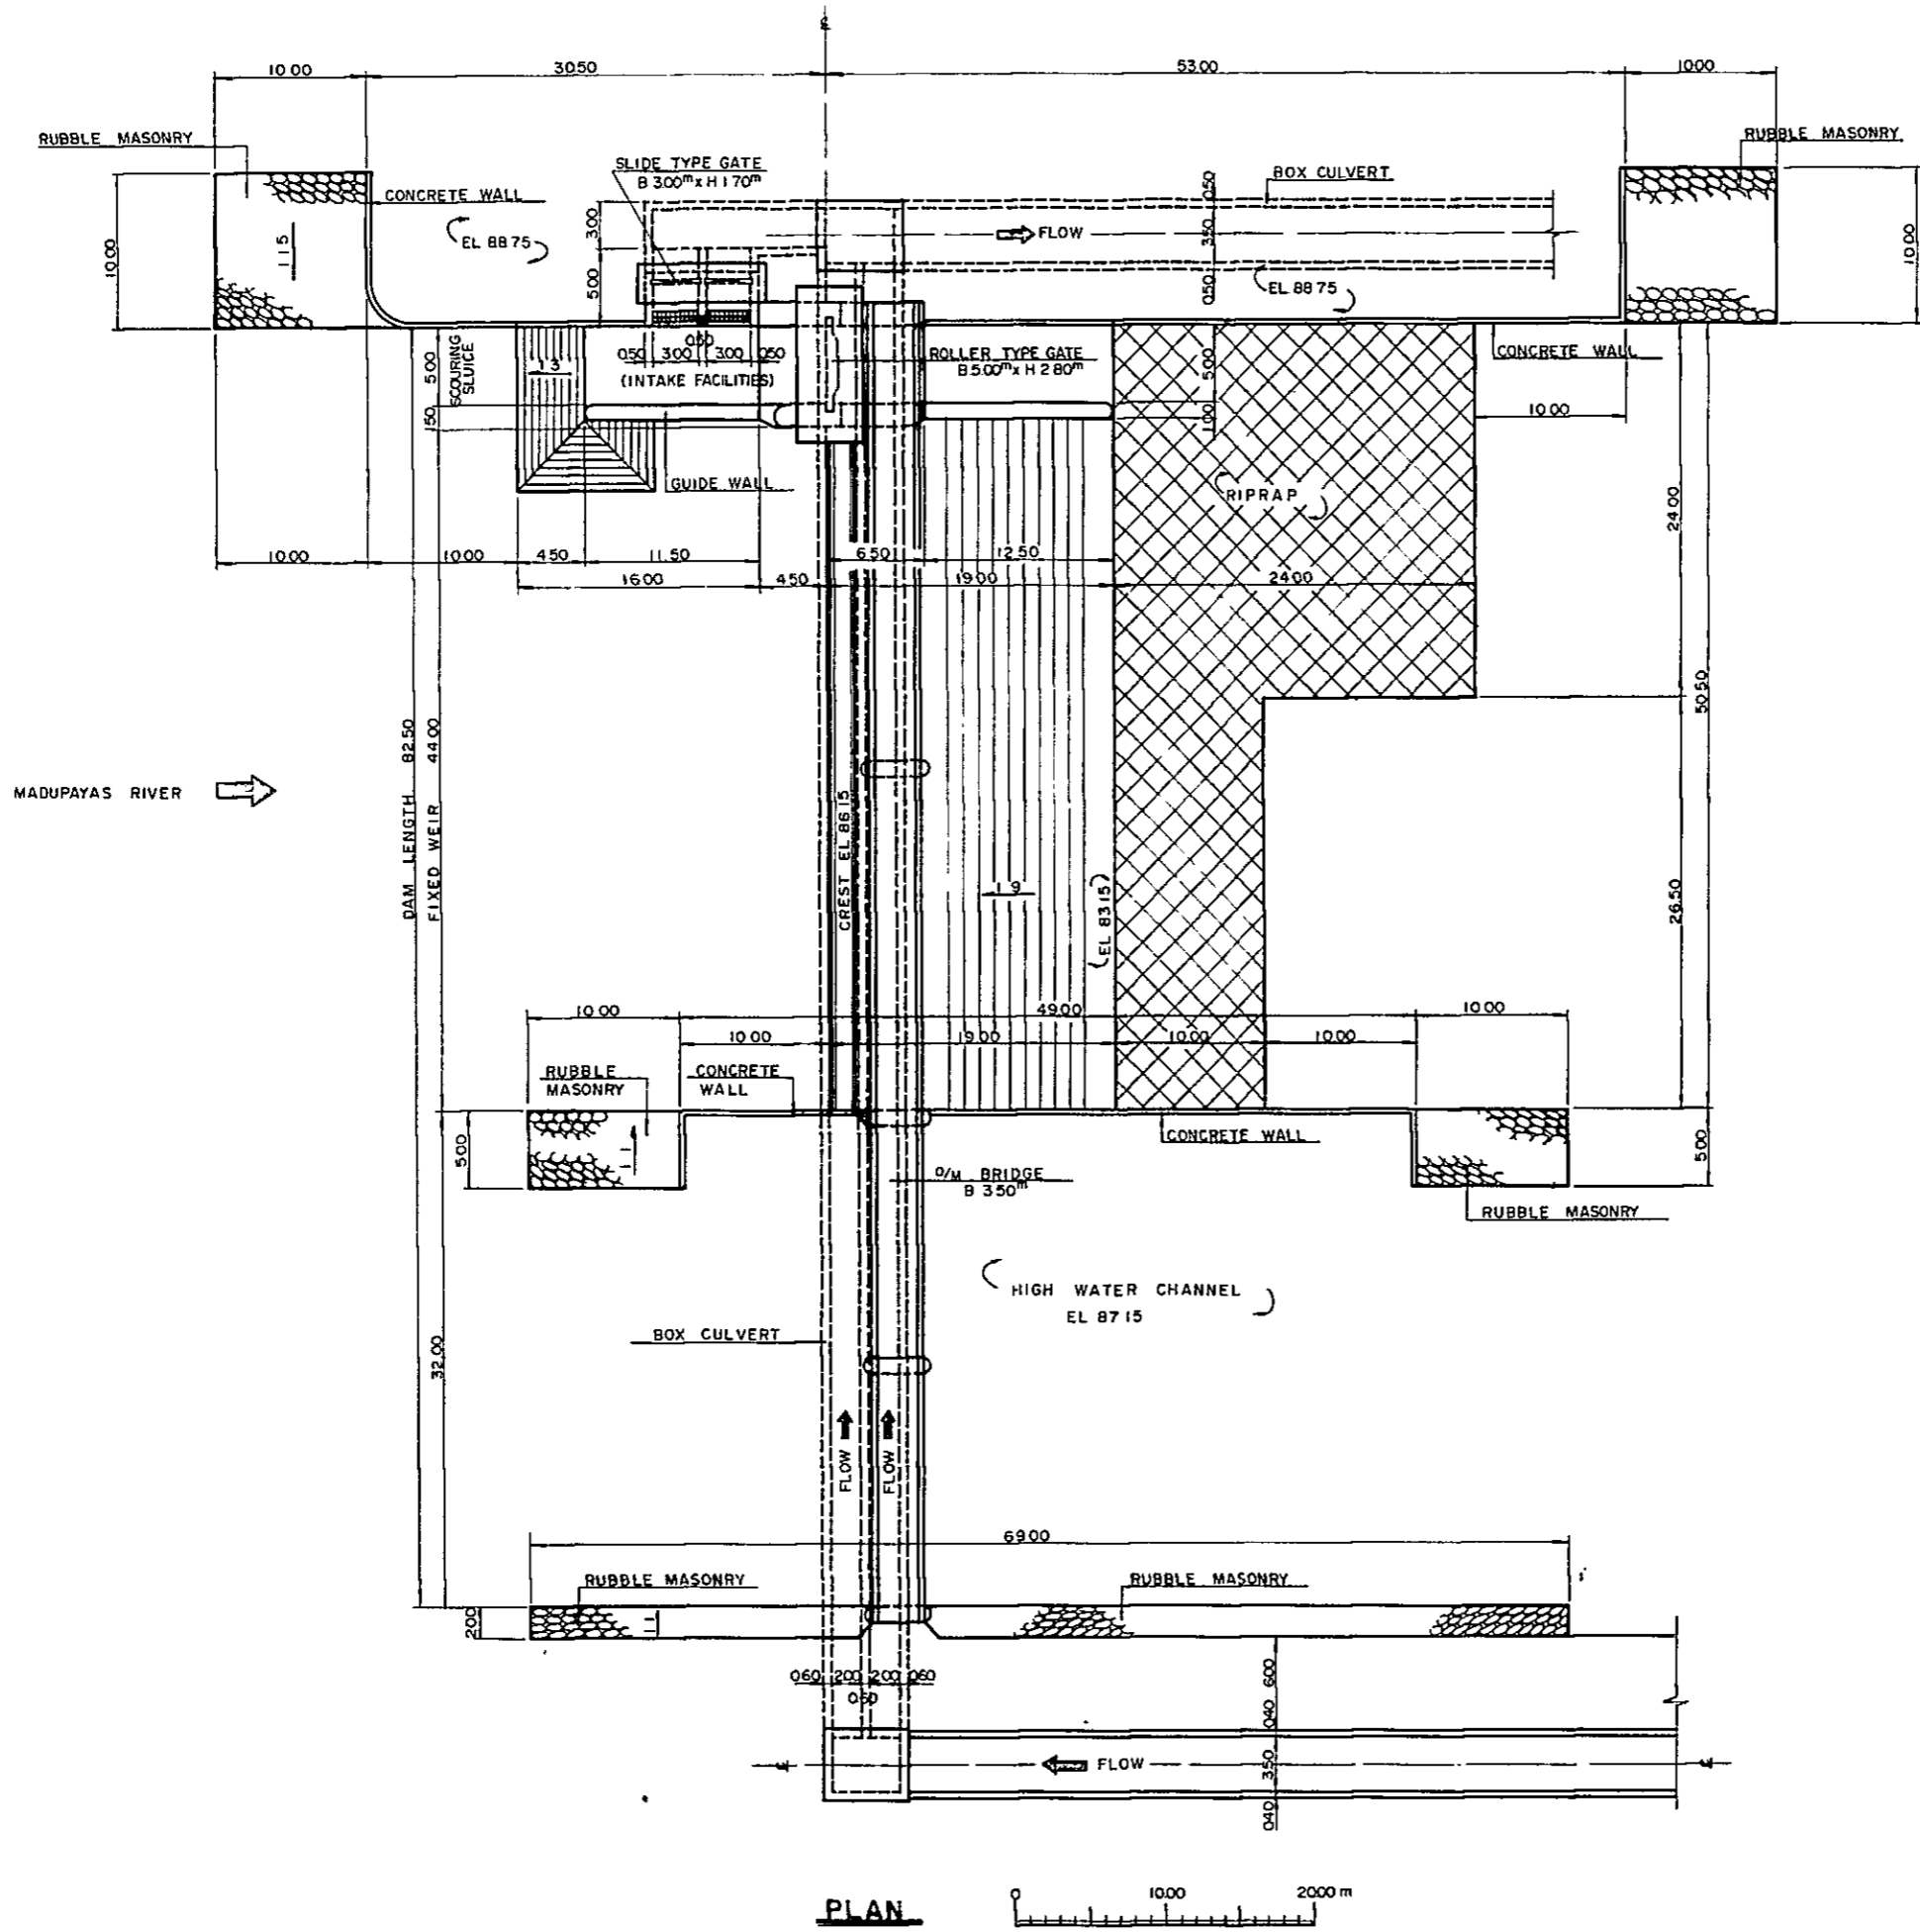 ℄
10.00
30.50
53.00
10.00
RUBBLE MASONRY
RUBBLE MASONRY
SLIDE TYPE GATE
B 3.00ᵐ x H 1.70ᵐ
BOX CULVERT
0.50
CONCRETE WALL
EL 88 75
3.00
3.50
FLOW
10.00
1 1.5
10.00
5.00
0.50
EL 88 75
5.00
SCOURING
SLUICE
1.3
0.50
0.50
3.00
3.00
0.50
(INTAKE FACILITIES)
ROLLER TYPE GATE
B.5.00ᵐ x H 2.80ᵐ
5.00
CONCRETE WALL
1.50
1.00
10.00
GUIDE WALL
RIPRAP
24.00
10.00
10.00
4.50
11.50
6.50
12.50
16.00
4.50
19.00
24.00
50.50
DAM LENGTH 82.50
FIXED WEIR 44.00
MADUPAYAS RIVER
CREST EL 86 15
1 9
(EL 83 15)
26.50
10.00
49.00
10.00
10.00
19.00
10.00
10.00
RUBBLE
MASONRY
CONCRETE
WALL
5.00
1 1
CONCRETE WALL
5.00
O/M BRIDGE
B 3.50ᵐ
RUBBLE MASONRY
HIGH WATER CHANNEL
EL 87 15
BOX CULVERT
32.00
FLOW
FLOW
69.00
RUBBLE MASONRY
RUBBLE MASONRY
2.00
1 1
0.60
2.00
2.00
0.60
0.60
6.00
0.40
℄
FLOW
3.50
℄
0.40
PLAN
0
10.00
20.00 m